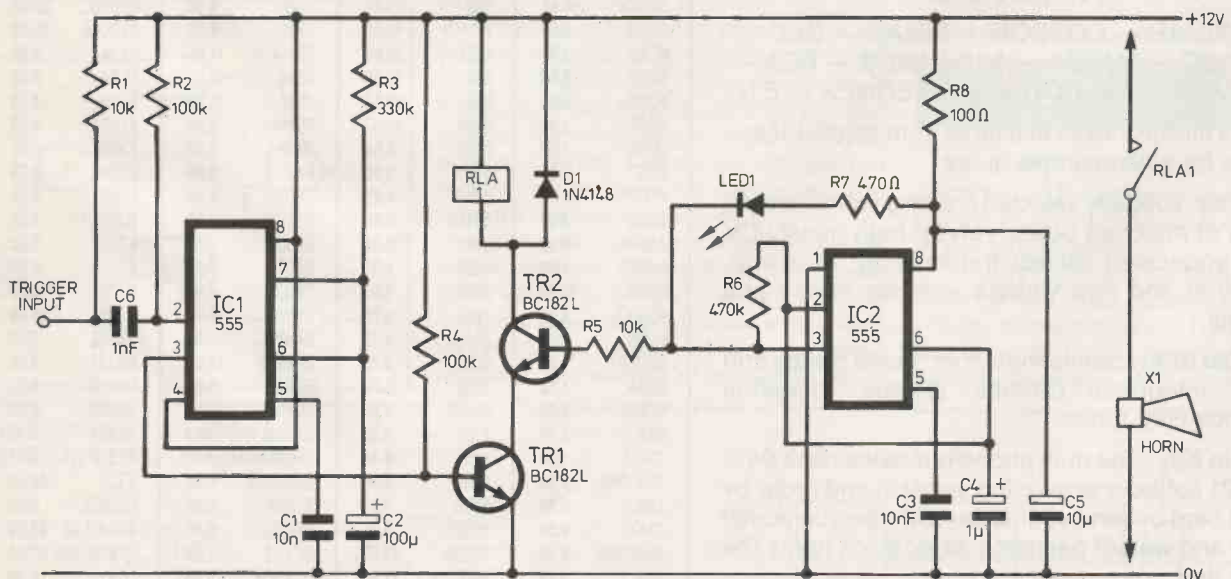 +12V
R1
10k
R2
100k
R3
330k
R8
100Ω
RLA
1
D1
1N4148
LED1
R7 470Ω
RLA1
TRIGGER
INPUT
C6
1nF
8
7
2
IC1
555
6
3
4
5
TR2
BC182L
R4
100k
R5
10k
R6
470k
1
8
2
IC2
555
3
6
5
X1
HORN
TR1
BC182L
C1
10n
C2
100μ
+
C3
10nF
C4
1μ
+
C5
10μ
0V